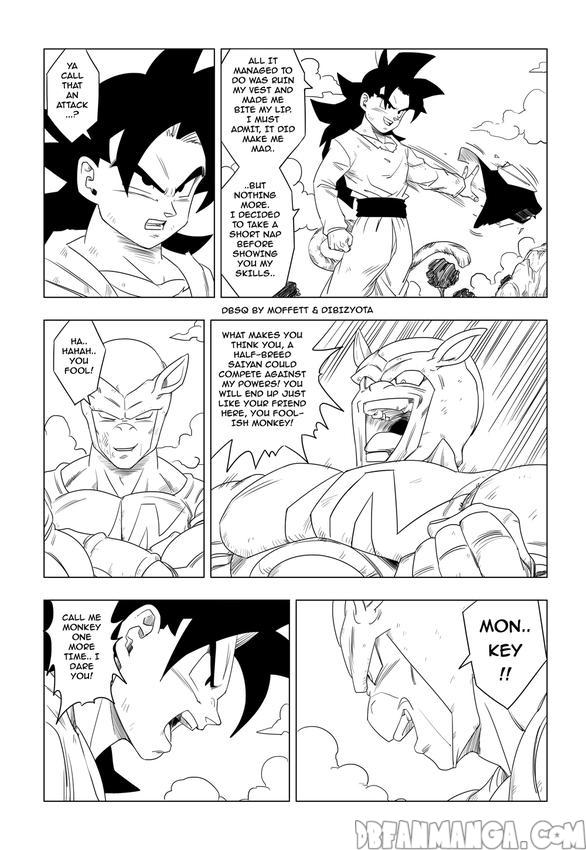 YA
CALL
THAT
AN
ATTACK
...?
ALL IT
MANAGED TO
DO WAS RUIN
MY VEST AND
MADE ME
BITE MY LIP.
I MUST
ADMIT, IT DID
MAKE ME
MAD..
..BUT
NOTHING
MORE.
I DECIDED
TO TAKE A
SHORT NAP
BEFORE
SHOWING
YOU MY
SKILLS..
DBSQ BY MOFFETT & DIBIZYOTA
HA..
HAHAH..
YOU
FOOL!
WHAT MAKES YOU
THINK YOU, A
HALF-BREED
SAIYAN COULD
COMPETE AGAINST
MY POWERS! YOU
WILL END UP JUST
LIKE YOUR FRIEND
HERE, YOU FOOL-
ISH MONKEY!
CALL ME
MONKEY
ONE MORE
TIME.. I
DARE
YOU!
MON..
KEY
!!
DBFANMANGA.COM